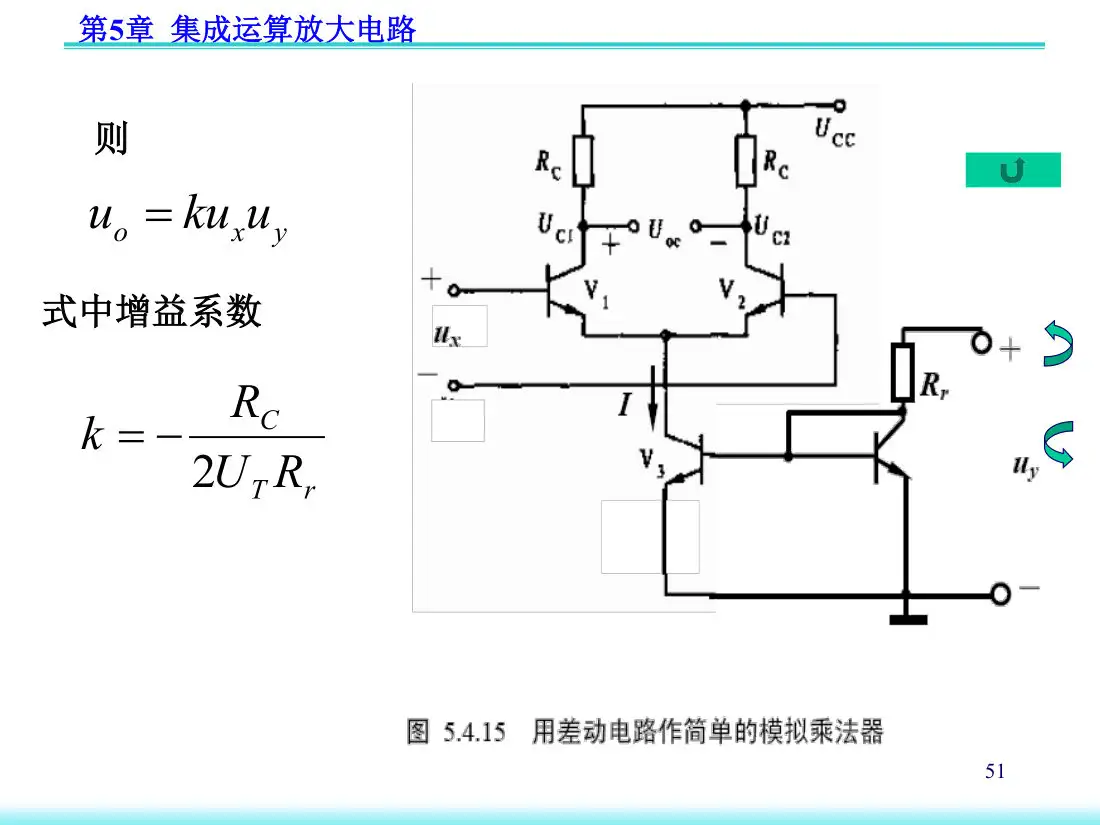 第5章 集成运算放大电路
则
u_o = ku_xu_y
式中增益系数
k = - R_C / 2U_T R_r
U_CC
R_C
R_C
U_C1
+
U_oc
-
U_C2
+
V_1
V_2
u_x
-
I
R_r
+
V_3
u_y
-
图 5.4.15 用差动电路作简单的模拟乘法器
51